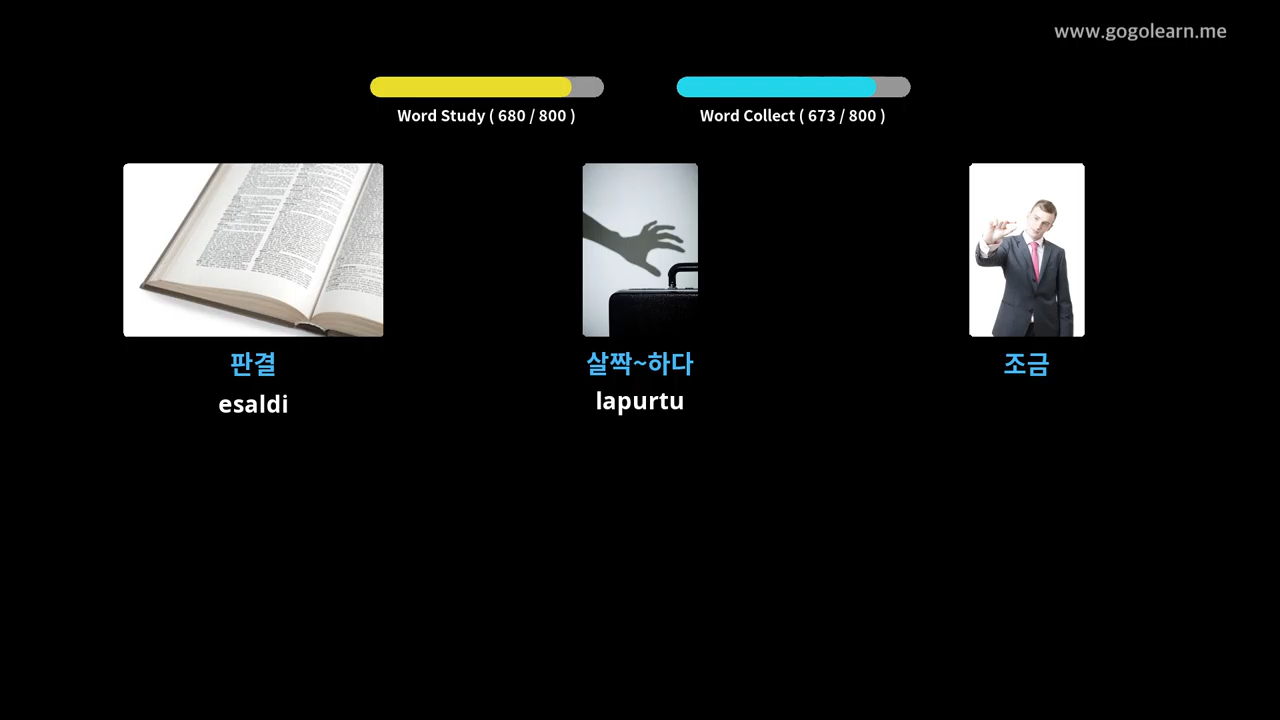 www.gogolearn.me
Word Study ( 680 / 800 )
Word Collect ( 673 / 800 )
판결
살짝~하다
조금
esaldi
lapurtu